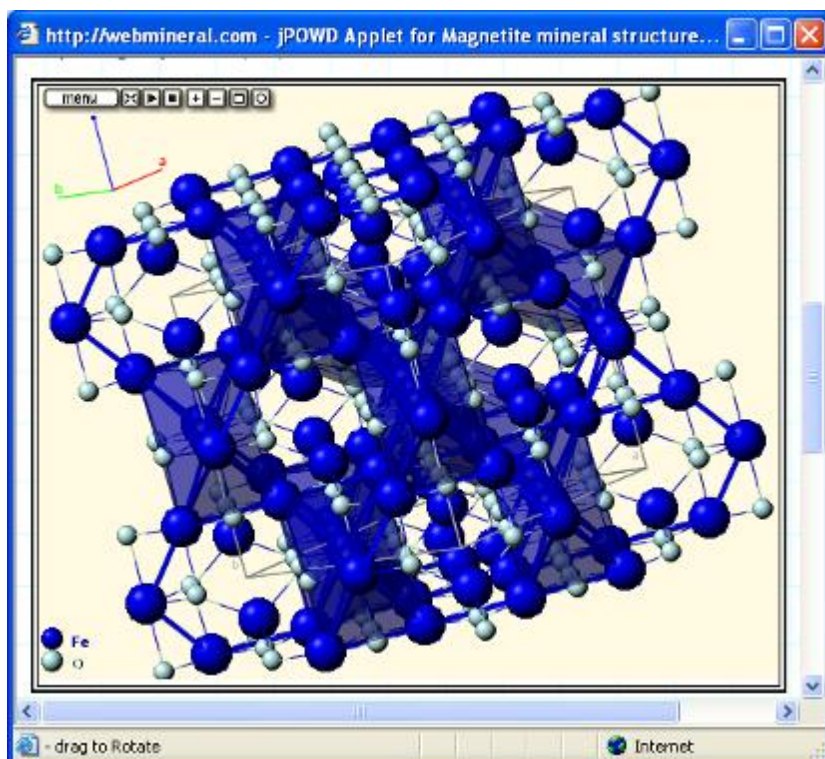 http://webmineral.com - jPOWD Applet for Magnetite mineral structure...
menu
a
b
a
b
Fe
O
- drag to Rotate
Internet